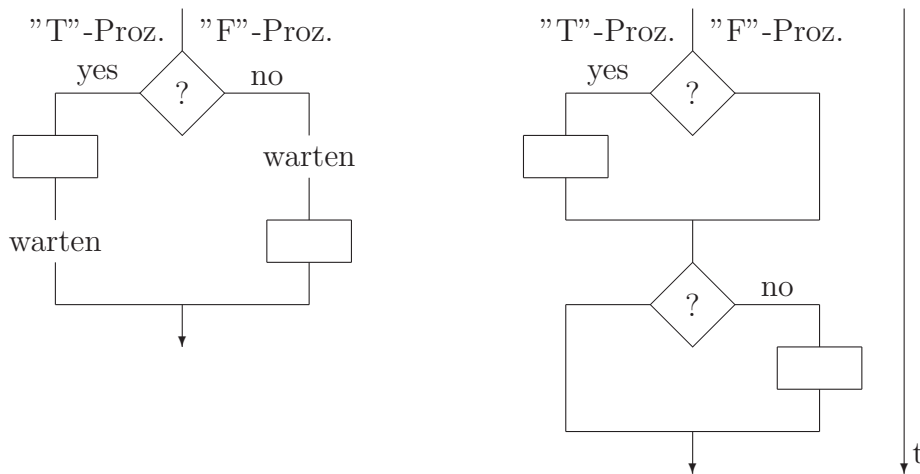 "T"-Proz. "F"-Proz.
yes no
?
warten
warten
"T"-Proz. "F"-Proz.
yes
?
? no
t